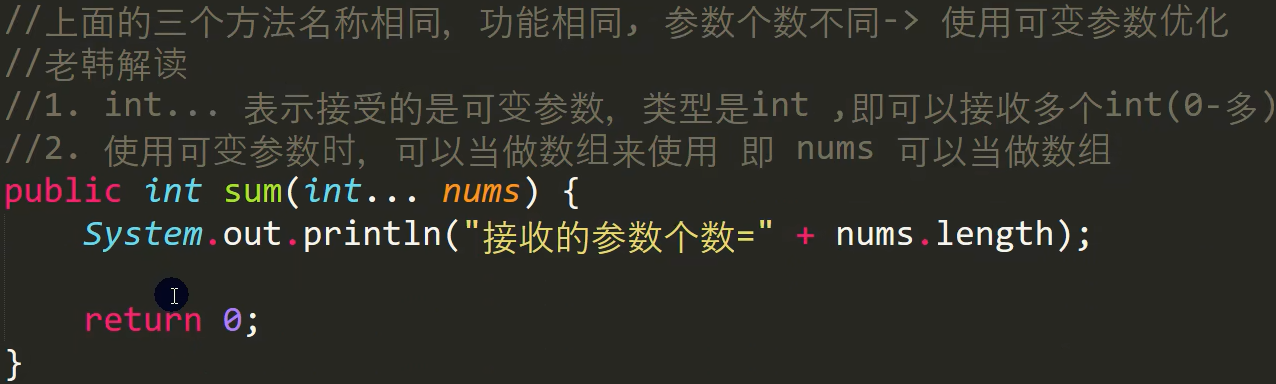 //上面的三个方法名称相同，功能相同，参数个数不同-> 使用可变参数优化
//老韩解读
//1. int... 表示接受的是可变参数，类型是int ,即可以接收多个int(0-多)
//2. 使用可变参数时，可以当做数组来使用 即 nums 可以当做数组
public int sum(int... nums) {
    System.out.println("接收的参数个数=" + nums.length);
    return 0;
}